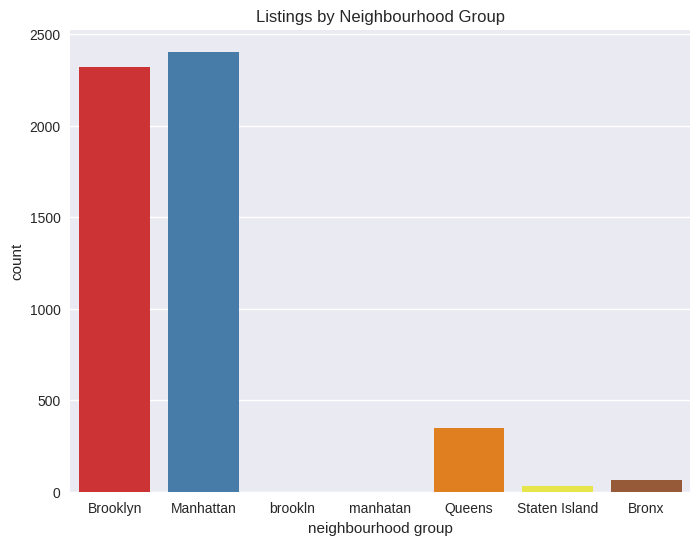 Listings by Neighbourhood Group
2500
2000
1500
1000
500
0
count
Brooklyn Manhattan brookln manhatan Queens Staten Island Bronx
neighbourhood group